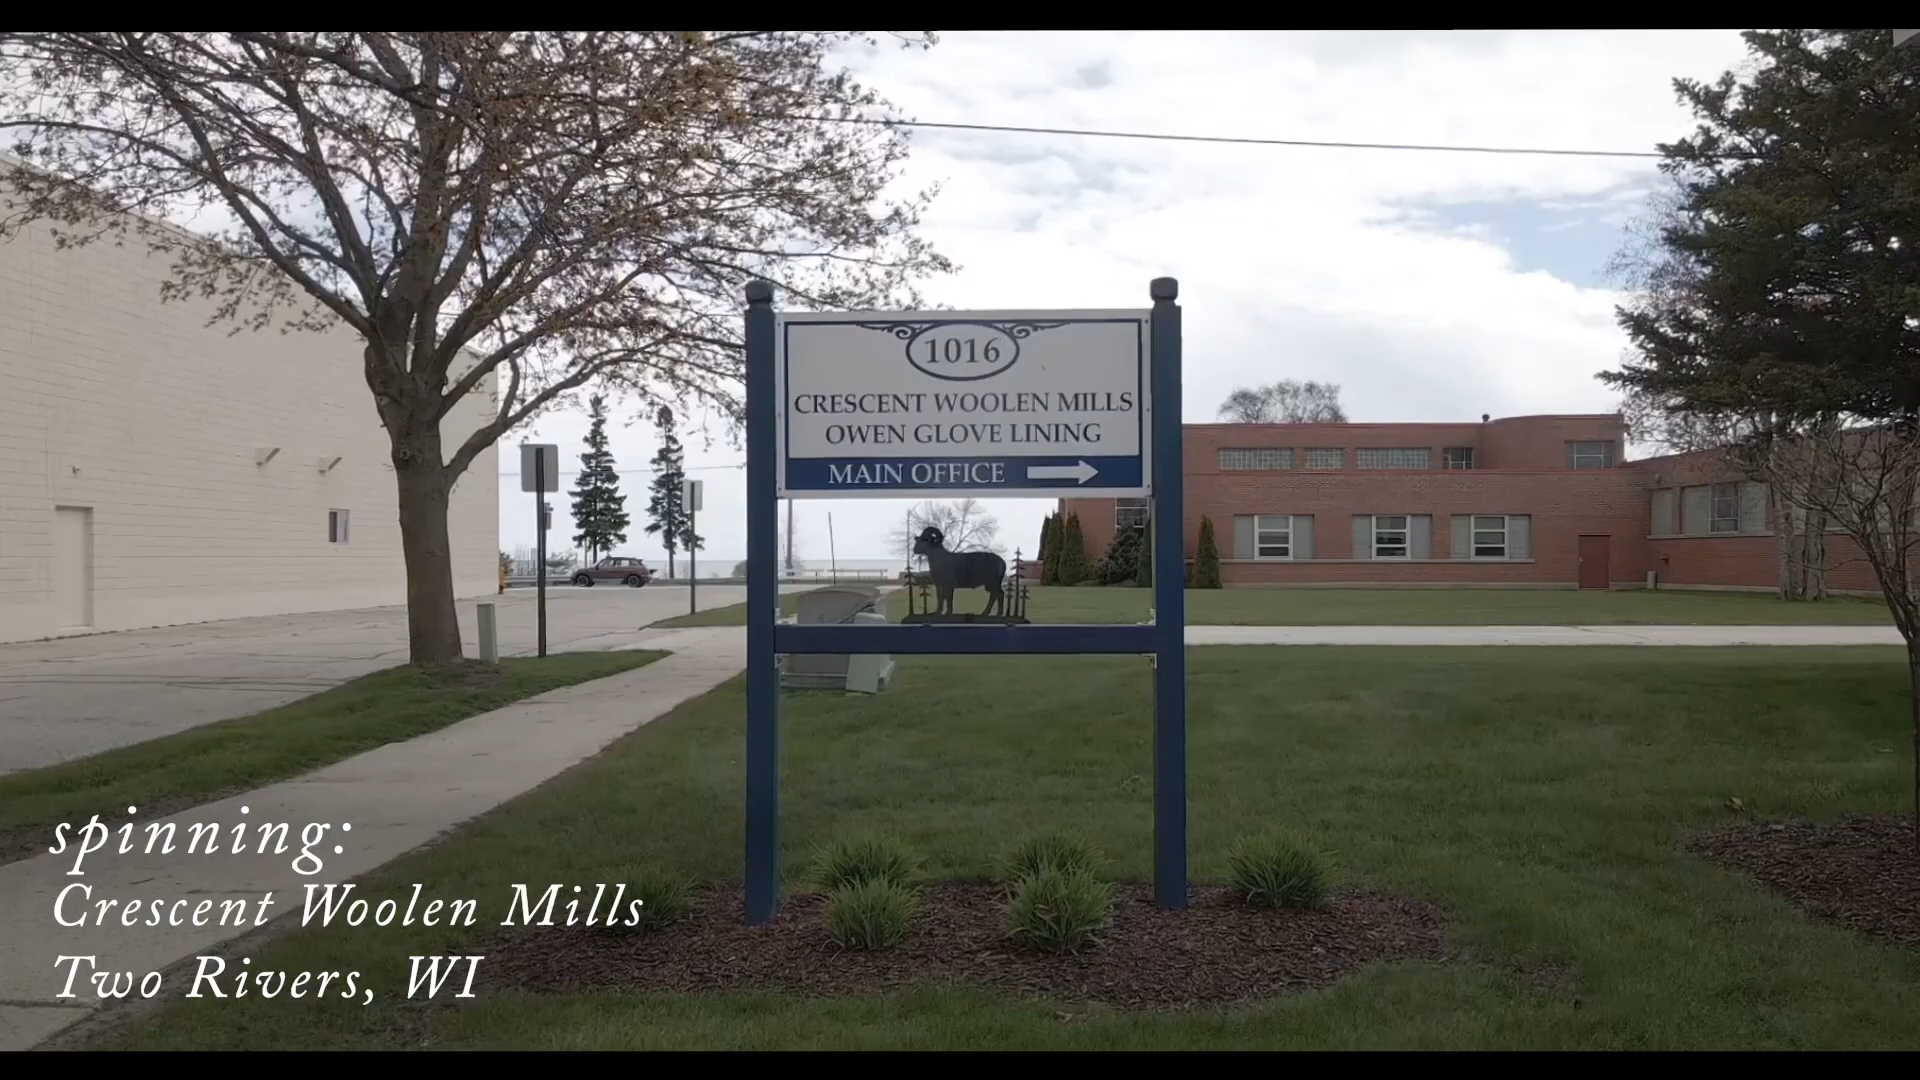 1016
CRESCENT WOOLEN MILLS
OWEN GLOVE LINING
MAIN OFFICE
spinning:
Crescent Woolen Mills
Two Rivers, WI